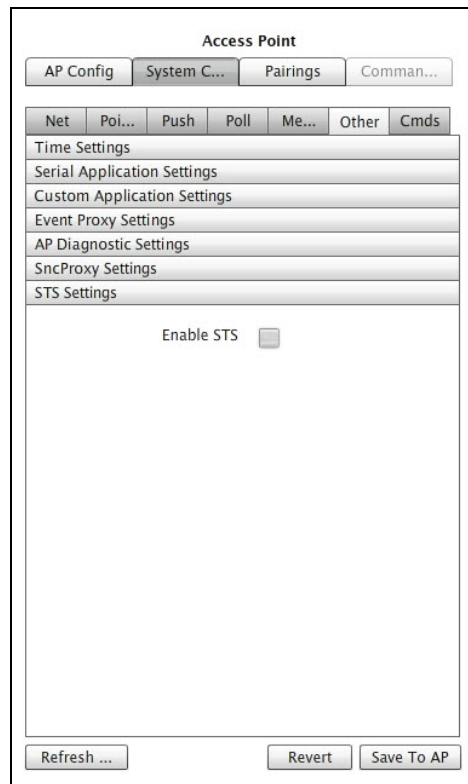 Access Point
AP Config System C... Pairings Comman...
Net Poi... Push Poll Me... Other Cmds
Time Settings
Serial Application Settings
Custom Application Settings
Event Proxy Settings
AP Diagnostic Settings
SncProxy Settings
STS Settings
Enable STS
Refresh ... Revert Save To AP